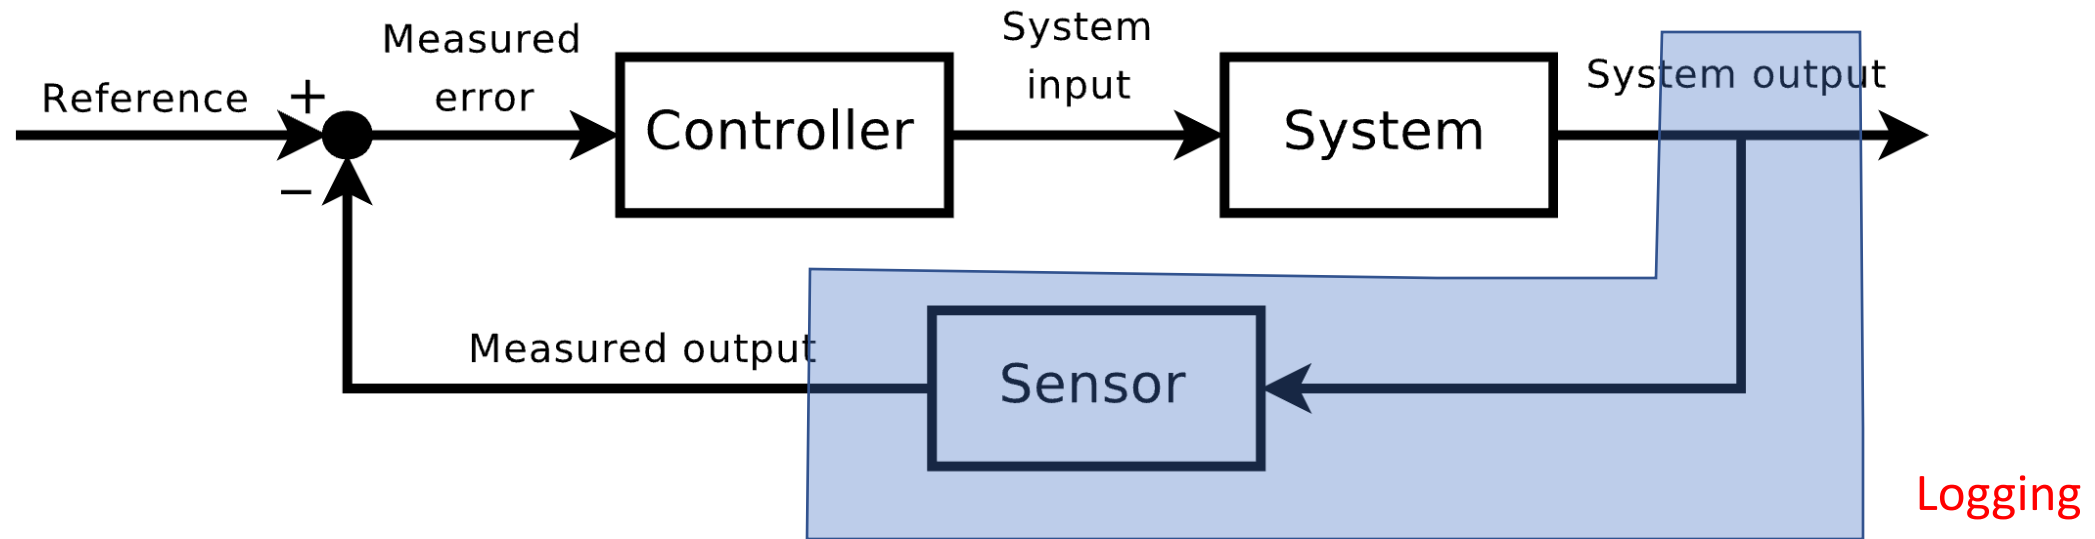 Reference
+
−
Measured
error
Controller
System
input
System
System output
Measured output
Sensor
Logging